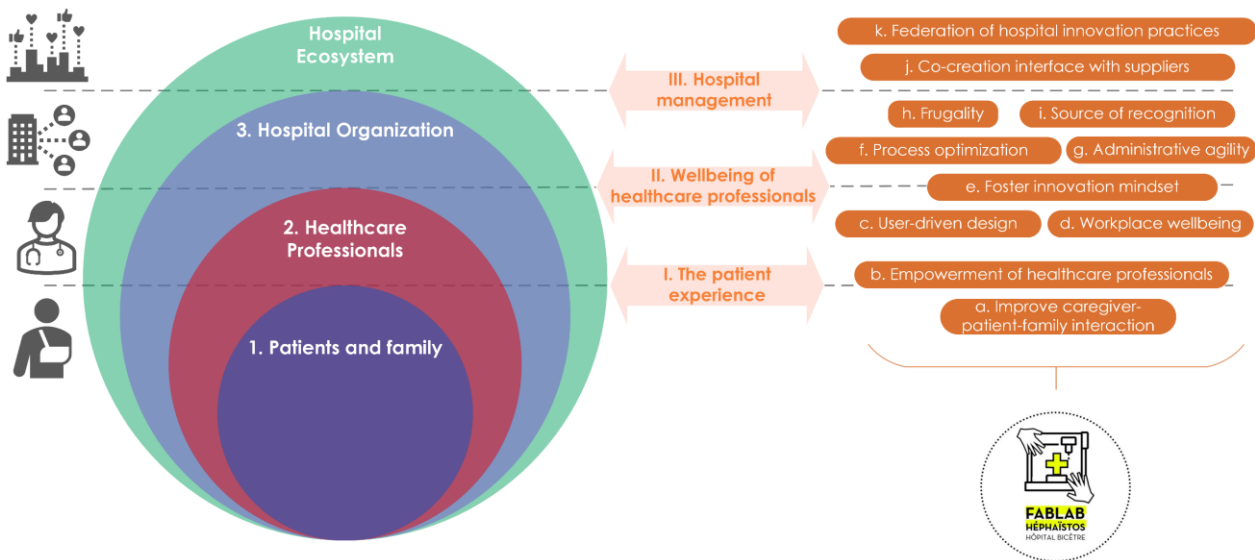 Hospital
Ecosystem
3. Hospital Organization
2. Healthcare
Professionals
1. Patients and family
III. Hospital
management
II. Wellbeing of
healthcare professionals
I. The patient
experience
k. Federation of hospital innovation practices
j. Co-creation interface with suppliers
h. Frugality
i. Source of recognition
f. Process optimization
g. Administrative agility
e. Foster innovation mindset
c. User-driven design
d. Workplace wellbeing
b. Empowerment of healthcare professionals
a. Improve caregiver-
patient-family interaction
FABLAB
HÉPHAÏSTOS
HÔPITAL BICÊTRE